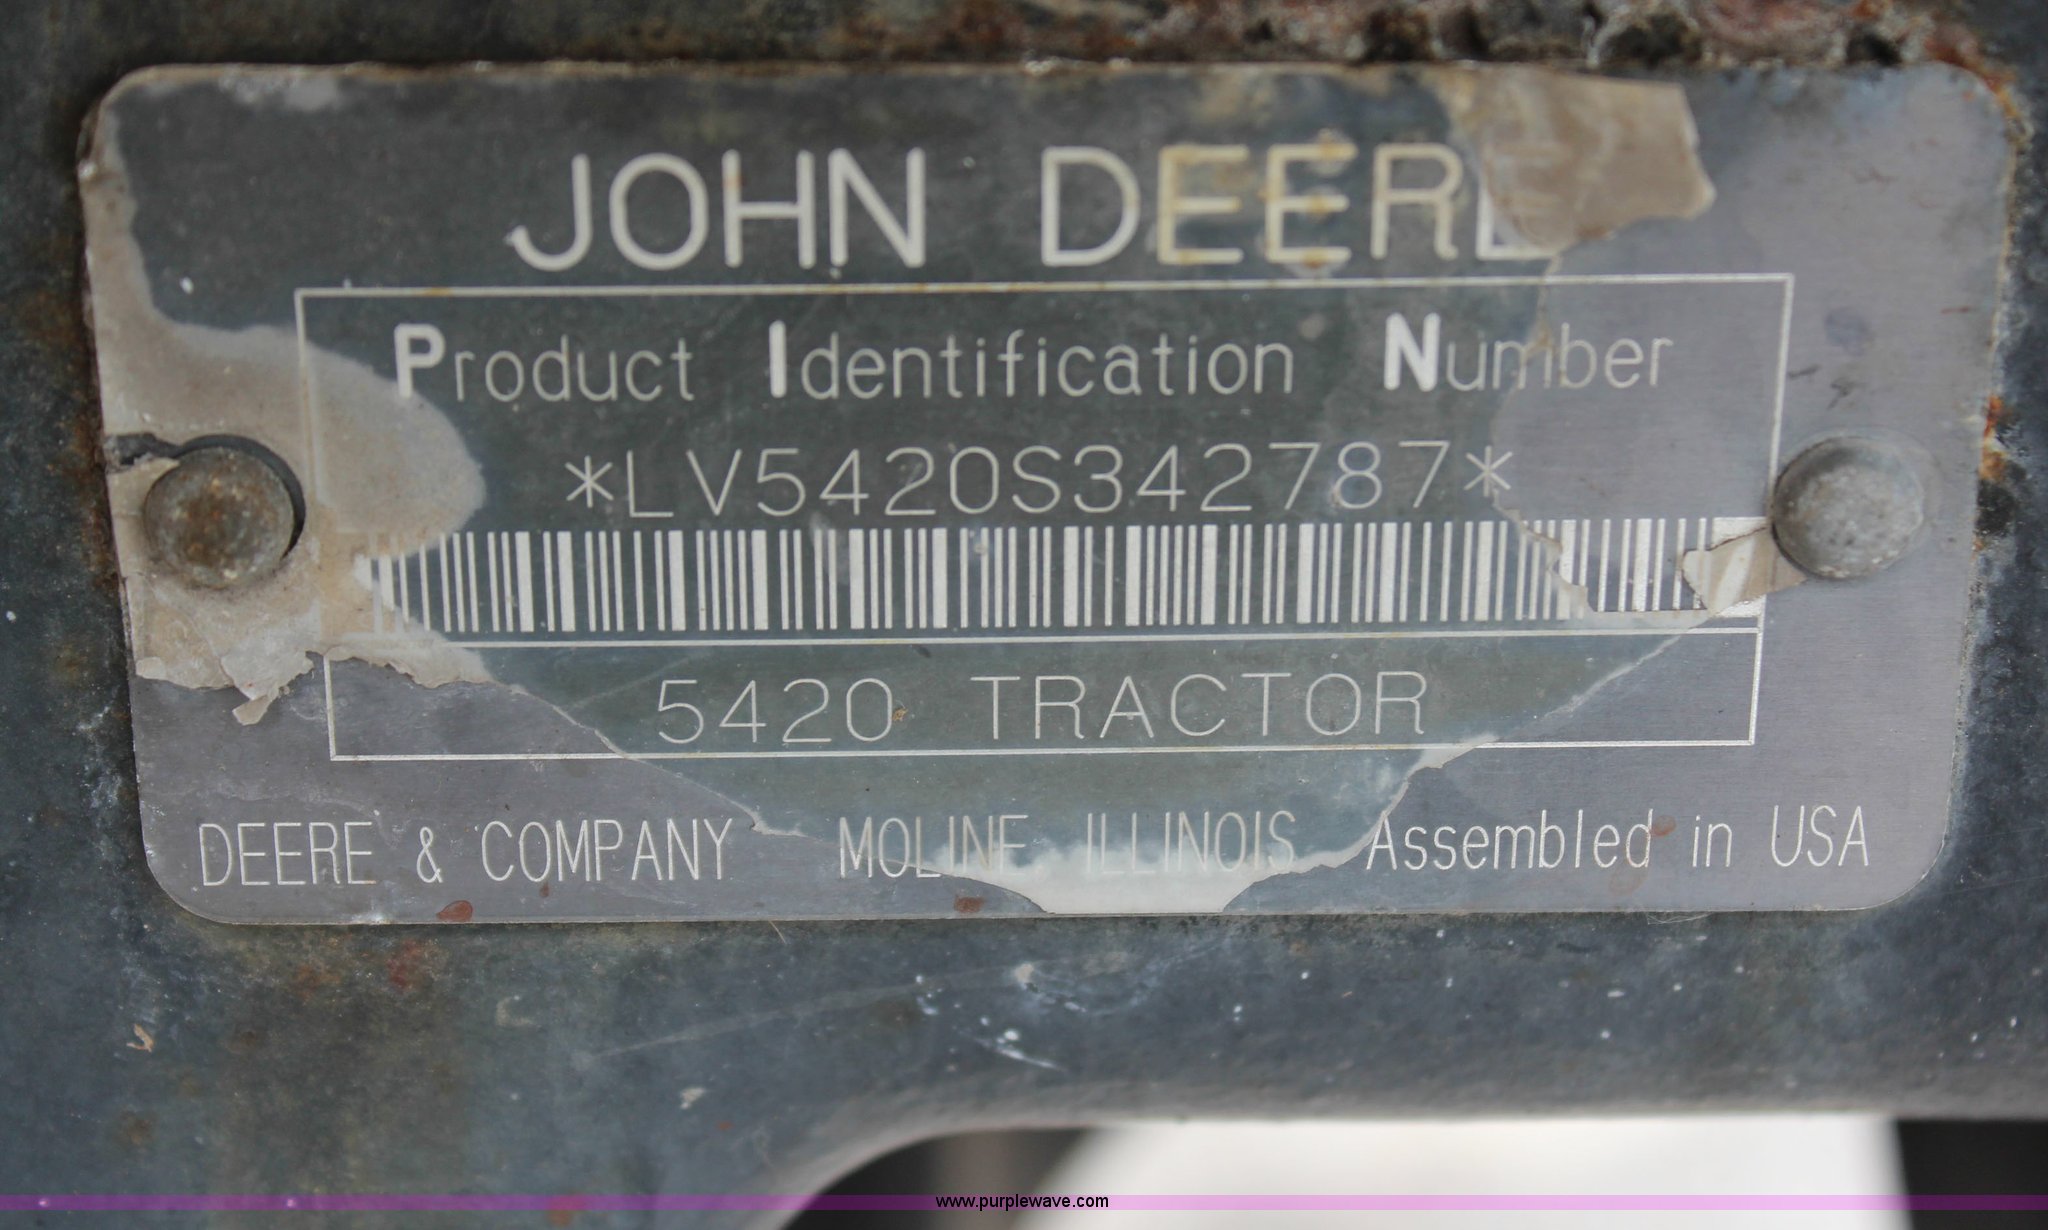 JOHN DEERE
Product Identification Number
*LV5420S342787*
5420 TRACTOR
DEERE & COMPANY MOLINE ILLINOIS Assembled in USA
www.purplewave.com